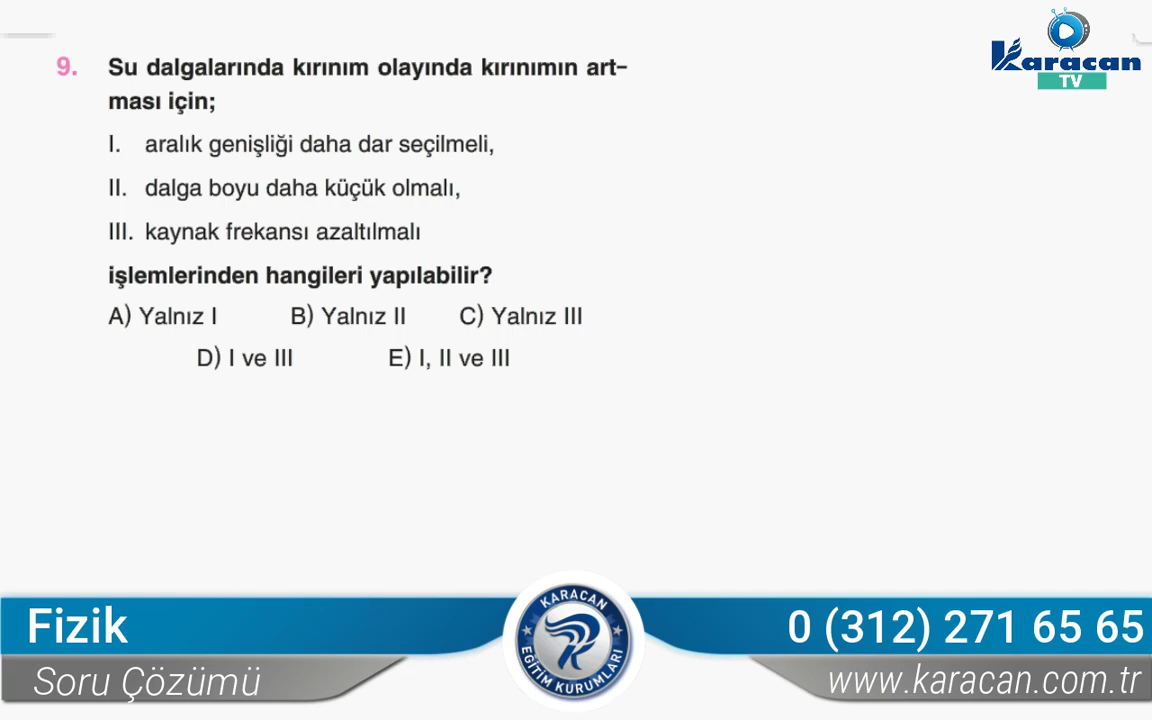 Karacan
TV
9. Su dalgalarında kırınım olayında kırınımın art-
ması için;
I. aralık genişliği daha dar seçilmeli,
II. dalga boyu daha küçük olmalı,
III. kaynak frekansı azaltılmalı
işlemlerinden hangileri yapılabilir?
A) Yalnız I B) Yalnız II C) Yalnız III
D) I ve III E) I, II ve III
Fizik
Soru Çözümü
KARACAN
EĞİTİM KURUMLARI
0 (312) 271 65 65
www.karacan.com.tr